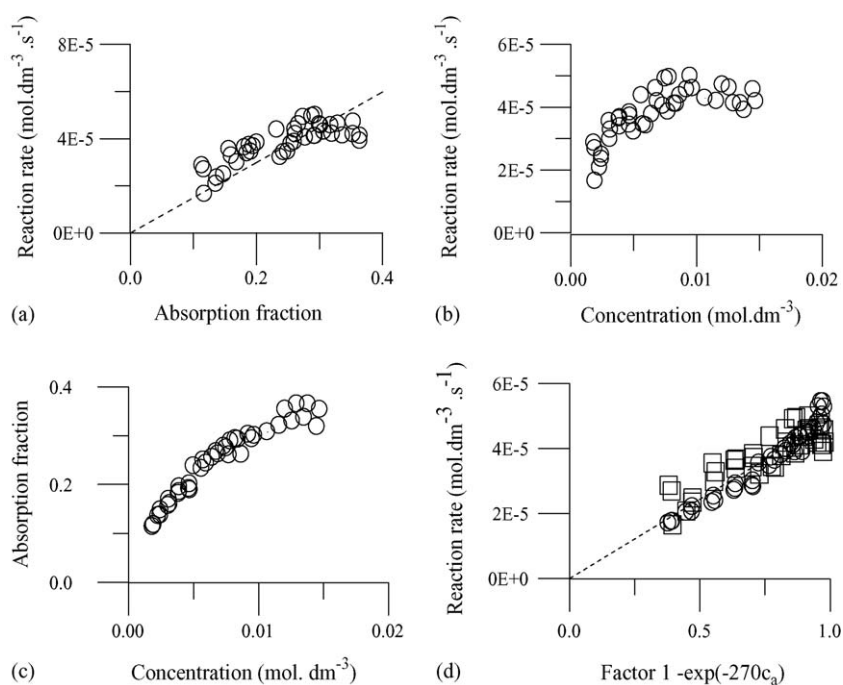 8E-5
4E-5
0E+0
Reaction rate (mol.dm⁻³ .s⁻¹)
0.0 0.2 0.4
(a) Absorption fraction
6E-5
4E-5
2E-5
0E+0
Reaction rate (mol.dm⁻³ .s⁻¹)
0.00 0.01 0.02
(b) Concentration (mol.dm⁻³)
0.4
0.2
0.0
Absorption fraction
0.00 0.01 0.02
(c) Concentration (mol. dm⁻³)
6E-5
4E-5
2E-5
0E+0
Reaction rate (mol.dm⁻³ .s⁻¹)
0.0 0.5 1.0
(d) Factor 1 -exp(-270cₐ)